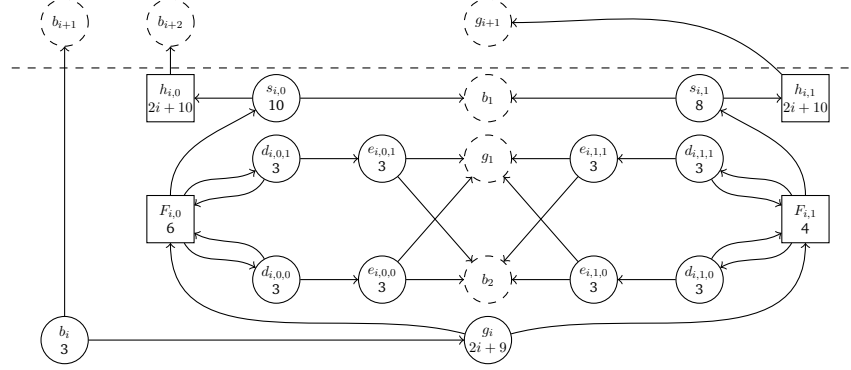 b_{i+1}
b_{i+2}
g_{i+1}
h_{i,0}
2i+10
s_{i,0}
10
b_1
s_{i,1}
8
h_{i,1}
2i+10
d_{i,0,1}
3
e_{i,0,1}
3
g_1
e_{i,1,1}
3
d_{i,1,1}
3
F_{i,0}
6
F_{i,1}
4
d_{i,0,0}
3
e_{i,0,0}
3
b_2
e_{i,1,0}
3
d_{i,1,0}
3
b_i
3
g_i
2i+9